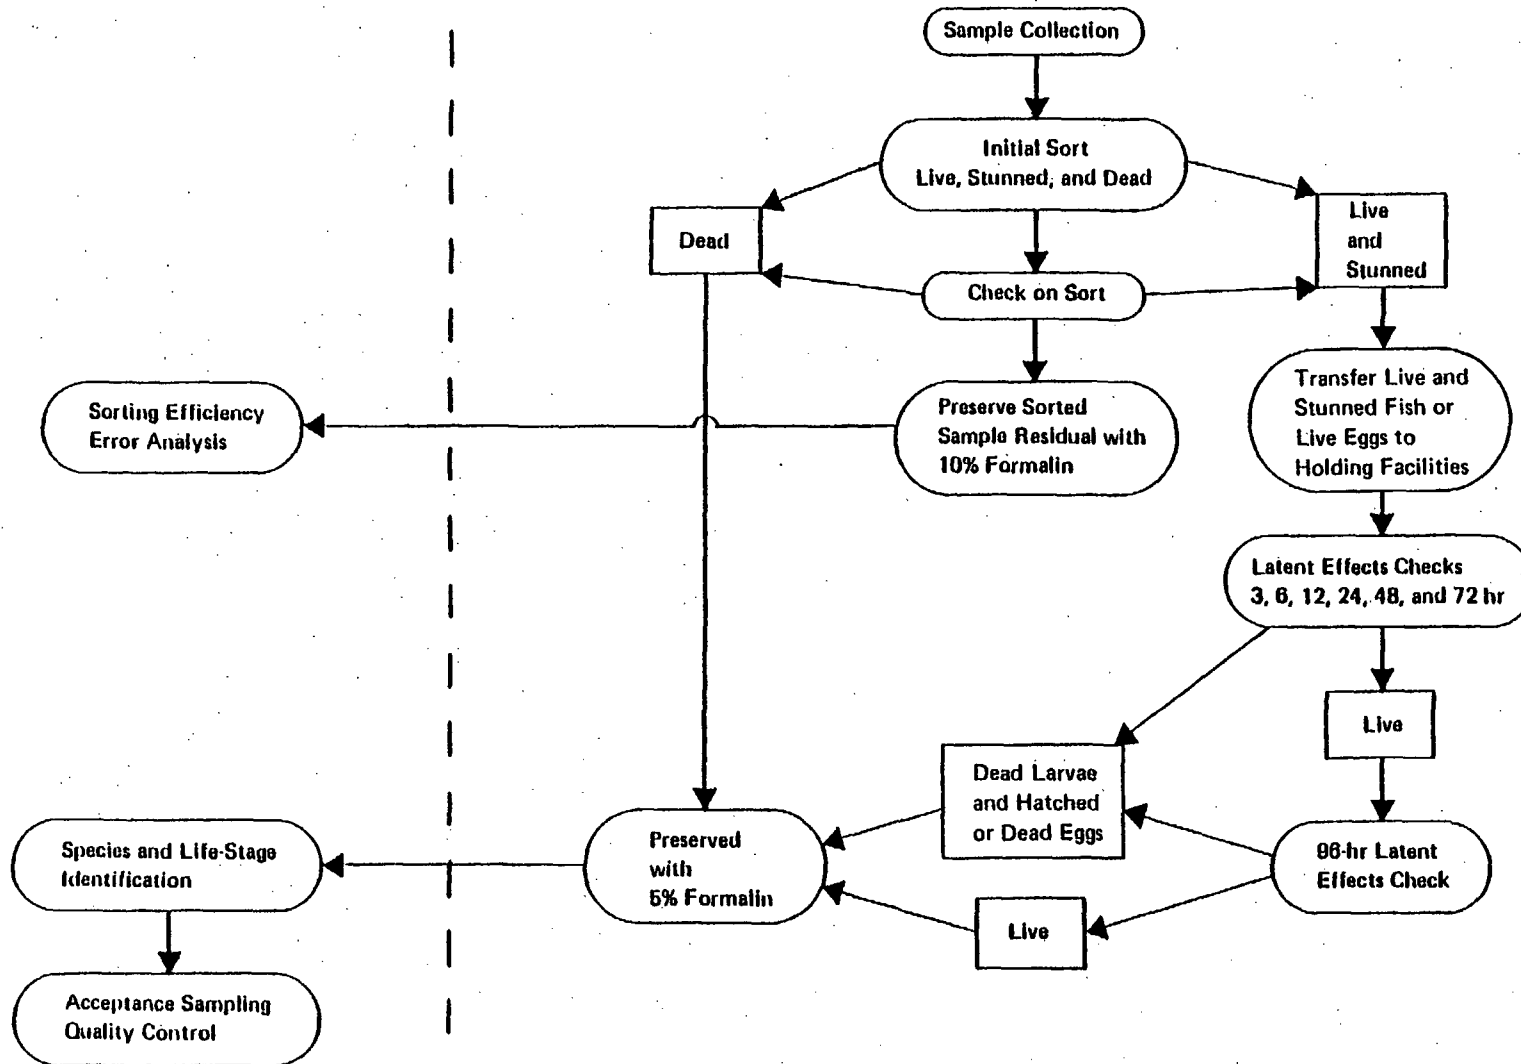 Sample Collection
Initial Sort
Live, Stunned, and Dead
Dead
Live
and
Stunned
Check on Sort
Sorting Efficiency
Error Analysis
Preserve Sorted
Sample Residual with
10% Formalin
Transfer Live and
Stunned Fish or
Live Eggs to
Holding Facilities
Latent Effects Checks
3, 6, 12, 24, 48, and 72 hr
Live
Dead Larvae
and Hatched
or Dead Eggs
Species and Life-Stage
Identification
Preserved
with
5% Formalin
96-hr Latent
Effects Check
Live
Acceptance Sampling
Quality Control